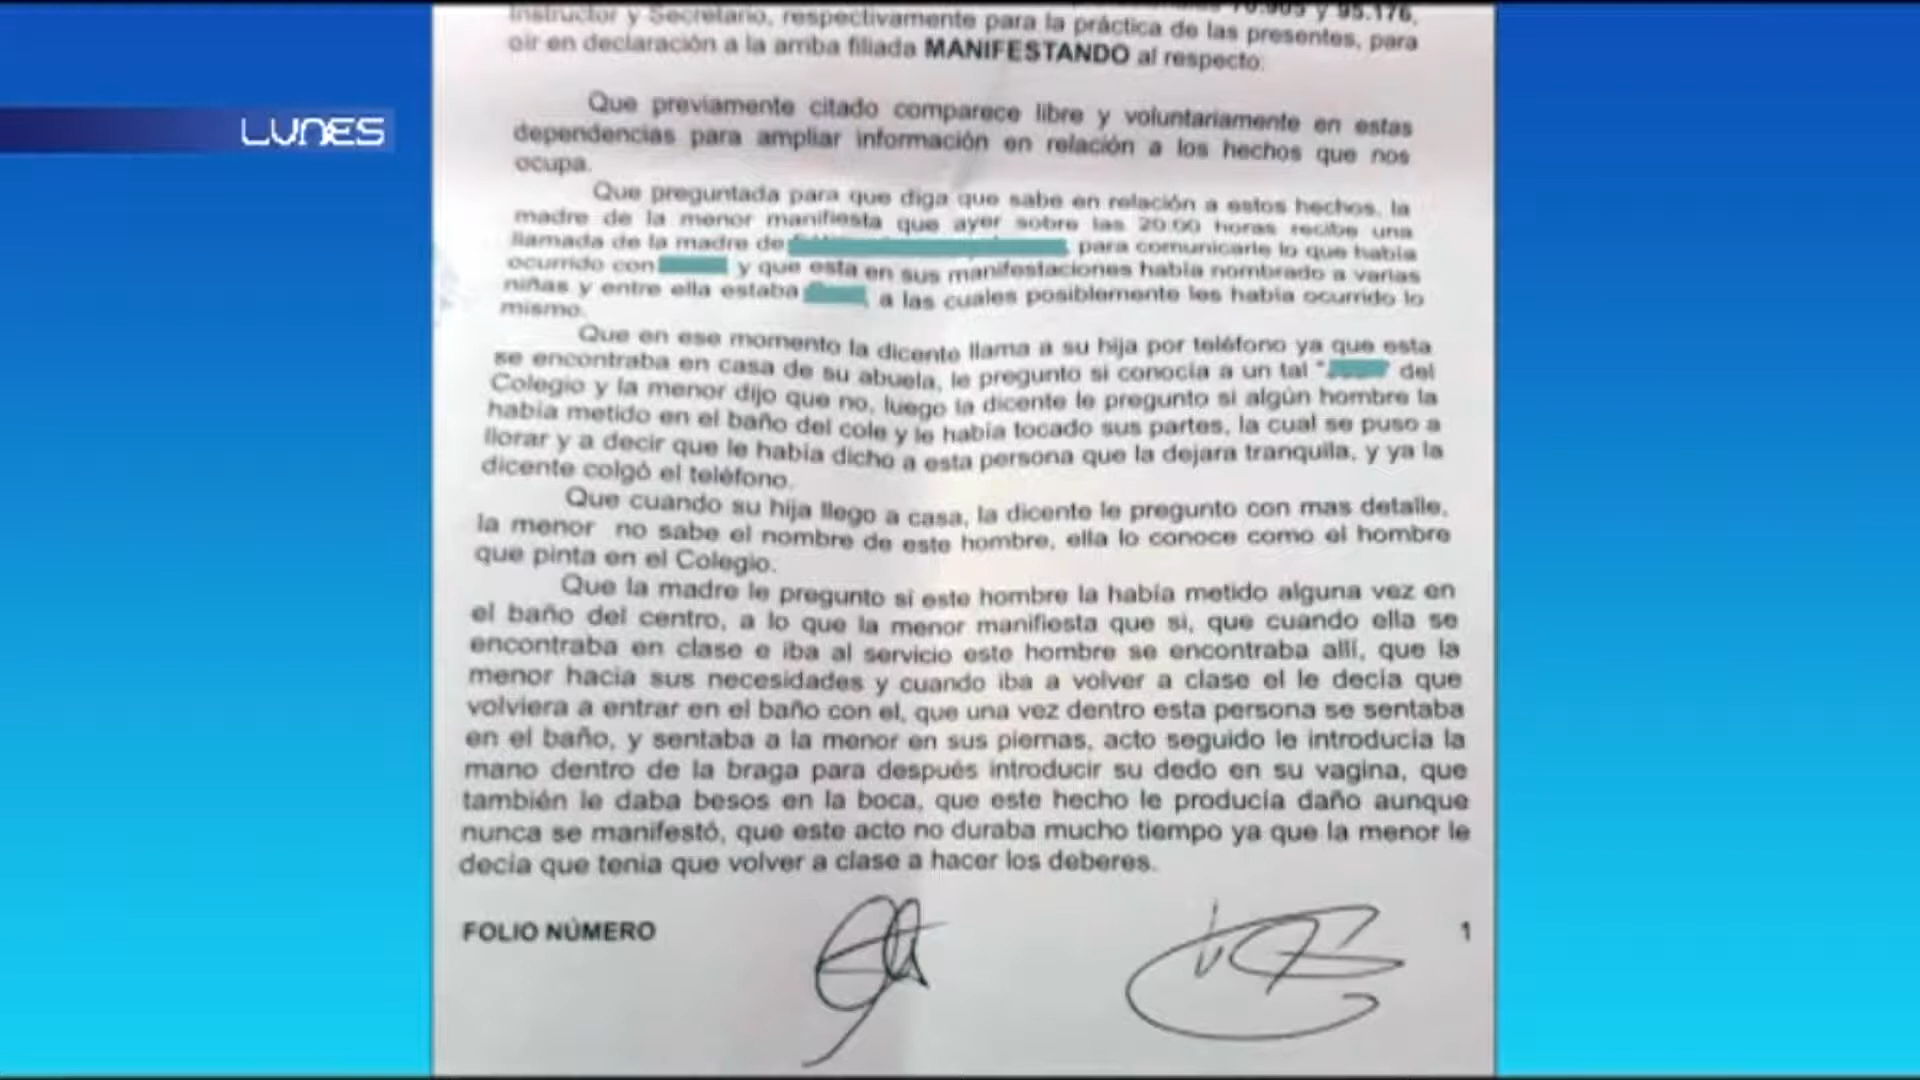 LUNES
Instructor y Secretario, respectivamente para la práctica de las presentes, para
oir en declaración a la arriba filiada MANIFESTANDO al respecto:
Que previamente citado comparece libre y voluntariamente en estas
dependencias para ampliar información en relación a los hechos que nos
ocupa.
Que preguntada para que diga que sabe en relación a estos hechos, la
madre de la menor manifiesta que ayer sobre las 20:00 horas recibe una
llamada de la madre de para comunicarle lo que había
ocurrido con y que esta en sus manifestaciones había nombrado a varias
niñas y entre ella estaba a las cuales posiblemente les había ocurrido lo
mismo.
Que en ese momento la dicente llama a su hija por teléfono ya que esta
se encontraba en casa de su abuela, le pregunto si conocía a un tal " del
Colegio y la menor dijo que no, luego la dicente le pregunto si algún hombre la
había metido en el baño del cole y le había tocado sus partes, la cual se puso a
llorar y a decir que le había dicho a esta persona que la dejara tranquila, y ya la
dicente colgó el teléfono.
Que cuando su hija llego a casa, la dicente le pregunto con mas detalle,
la menor no sabe el nombre de este hombre, ella lo conoce como el hombre
que pinta en el Colegio.
Que la madre le pregunto si este hombre la había metido alguna vez en
el baño del centro, a lo que la menor manifiesta que si, que cuando ella se
encontraba en clase e iba al servicio este hombre se encontraba allí, que la
menor hacia sus necesidades y cuando iba a volver a clase el le decía que
volviera a entrar en el baño con el, que una vez dentro esta persona se sentaba
en el baño, y sentaba a la menor en sus piernas, acto seguido le introducía la
mano dentro de la braga para después introducir su dedo en su vagina, que
también le daba besos en la boca, que este hecho le producía daño aunque
nunca se manifestó, que este acto no duraba mucho tiempo ya que la menor le
decía que tenia que volver a clase a hacer los deberes.
FOLIO NÚMERO 1